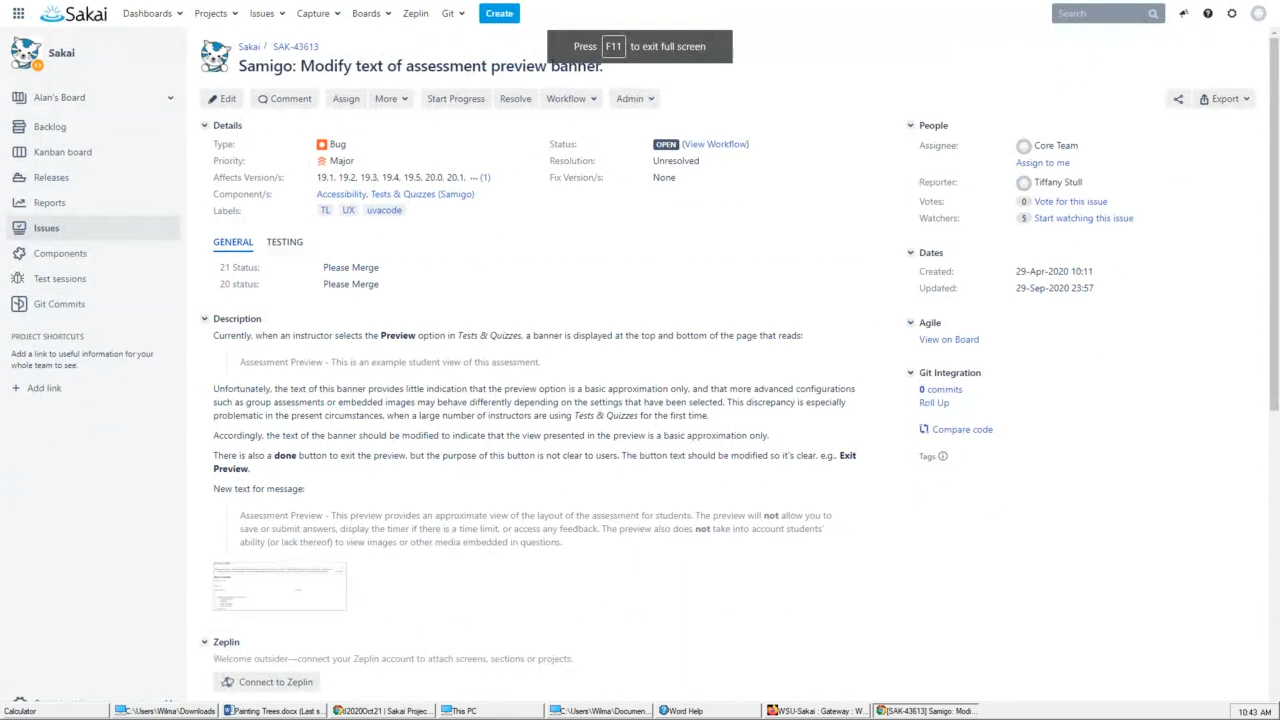 Sakai Dashboards Projects Issues Capture Boards Zeplin Git Create Search
Press F11 to exit full screen
Sakai
Alan's Board
Backlog
Kanban board
Releases
Reports
Issues
Components
Test sessions
Git Commits
PROJECT SHORTCUTS
Add a link to useful information for your
whole team to see.
+ Add link
Sakai / SAK-43613
Samigo: Modify text of assessment preview banner.
Edit Comment Assign More Start Progress Resolve Workflow Admin Export
Details
Type: Bug Status: OPEN (View Workflow)
Priority: Major Resolution: Unresolved
Affects Version/s: 19.1, 19.2, 19.3, 19.4, 19.5, 20.0, 20.1, ... (1) Fix Version/s: None
Component/s: Accessibility, Tests & Quizzes (Samigo)
Labels: TL UX uvacode
GENERAL TESTING
21 Status: Please Merge
20 status: Please Merge
Description
Currently, when an instructor selects the Preview option in Tests & Quizzes, a banner is displayed at the top and bottom of the page that reads:
Assessment Preview - This is an example student view of this assessment.
Unfortunately, the text of this banner provides little indication that the preview option is a basic approximation only, and that more advanced configurations
such as group assessments or embedded images may behave differently depending on the settings that have been selected. This discrepancy is especially
problematic in the present circumstances, when a large number of instructors are using Tests & Quizzes for the first time.
Accordingly, the text of the banner should be modified to indicate that the view presented in the preview is a basic approximation only.
There is also a done button to exit the preview, but the purpose of this button is not clear to users. The button text should be modified so it's clear, e.g., Exit
Preview.
New text for message:
Assessment Preview - This preview provides an approximate view of the layout of the assessment for students. The preview will not allow you to
save or submit answers, display the timer if there is a time limit, or access any feedback. The preview also does not take into account students'
ability (or lack thereof) to view images or other media embedded in questions.
Zeplin
Welcome outsider—connect your Zeplin account to attach screens, sections or projects.
Connect to Zeplin
People
Assignee: Core Team
Assign to me
Reporter: Tiffany Stull
Votes: 0 Vote for this issue
Watchers: 5 Start watching this issue
Dates
Created: 29-Apr-2020 10:11
Updated: 29-Sep-2020 23:57
Agile
View on Board
Git Integration
0 commits
Roll Up
Compare code
Tags
Calculator C:\Users\Wilma\Downloads Painting Trees.docx (Last s... t2020Oct21 | Sakai Projec... This PC C:\Users\Wilma\Documen... Word Help WSU-Sakai : Gateway : W... [SAK-43613] Samigo: Modi... 10:43 AM